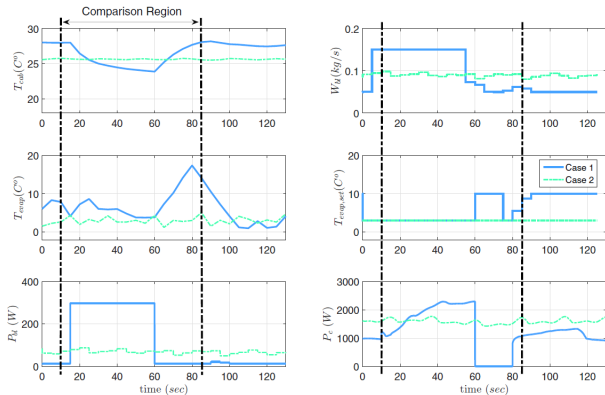 Comparison Region
T_cab(C°)
30
25
20
0 20 40 60 80 100 120
W_bl(kg/s)
0.2
0.1
0
0 20 40 60 80 100 120
T_evap(C°)
20
10
0
0 20 40 60 80 100 120
T_evap,set(C°)
20
10
0
0 20 40 60 80 100 120
Case 1
Case 2
P_bl (W)
400
200
0
0 20 40 60 80 100 120
time (sec)
P_c (W)
3000
2000
1000
0
0 20 40 60 80 100 120
time (sec)